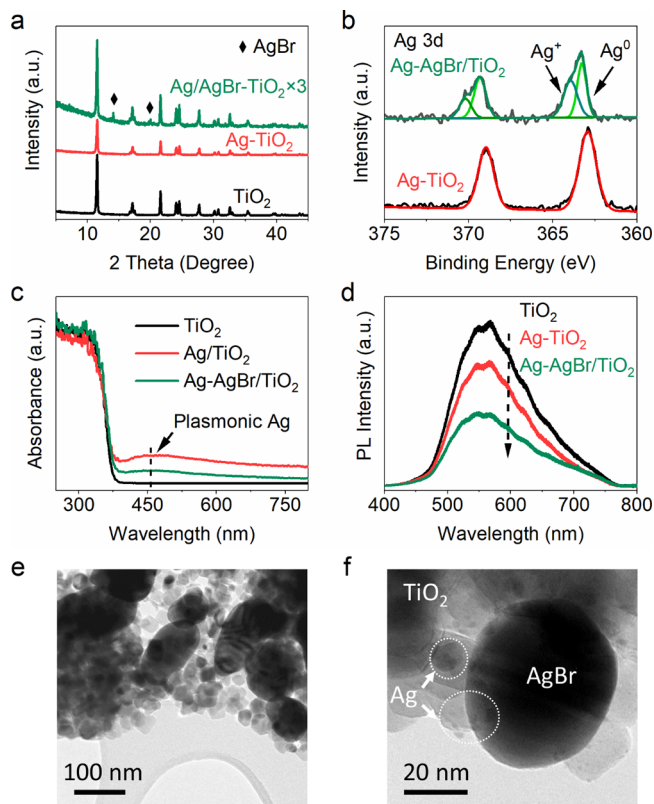 a
Intensity (a.u.)
◆ AgBr
Ag/AgBr-TiO₂×3
Ag-TiO₂
TiO₂
10 20 30 40
2 Theta (Degree)
b
Intensity (a.u.)
Ag 3d
Ag-AgBr/TiO₂
Ag⁺
Ag⁰
Ag-TiO₂
375 370 365 360
Binding Energy (eV)
c
Absorbance (a.u.)
TiO₂
Ag/TiO₂
Ag-AgBr/TiO₂
Plasmonic Ag
300 450 600 750
Wavelength (nm)
d
PL Intensity (a.u.)
TiO₂
Ag-TiO₂
Ag-AgBr/TiO₂
400 500 600 700 800
Wavelength (nm)
e
100 nm
f
TiO₂
Ag
AgBr
20 nm